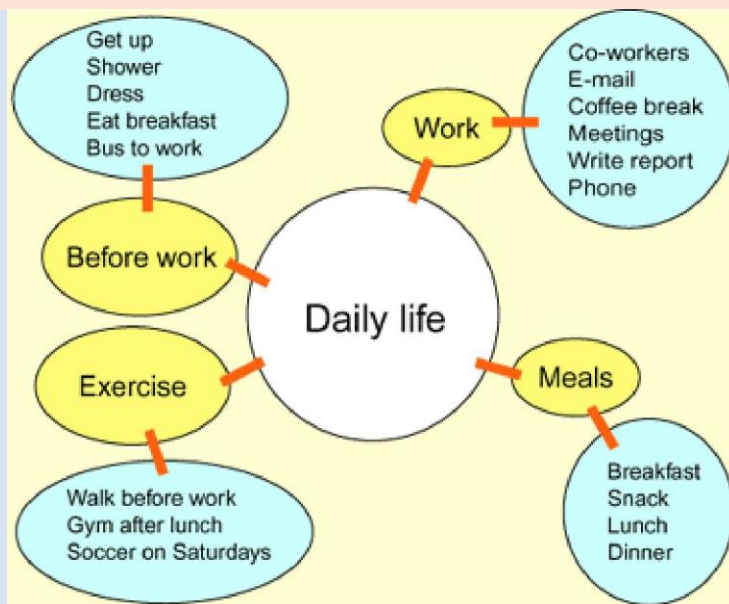 Get up
Shower
Dress
Eat breakfast
Bus to work
Work
Co-workers
E-mail
Coffee break
Meetings
Write report
Phone
Before work
Daily life
Exercise
Meals
Walk before work
Gym after lunch
Soccer on Saturdays
Breakfast
Snack
Lunch
Dinner